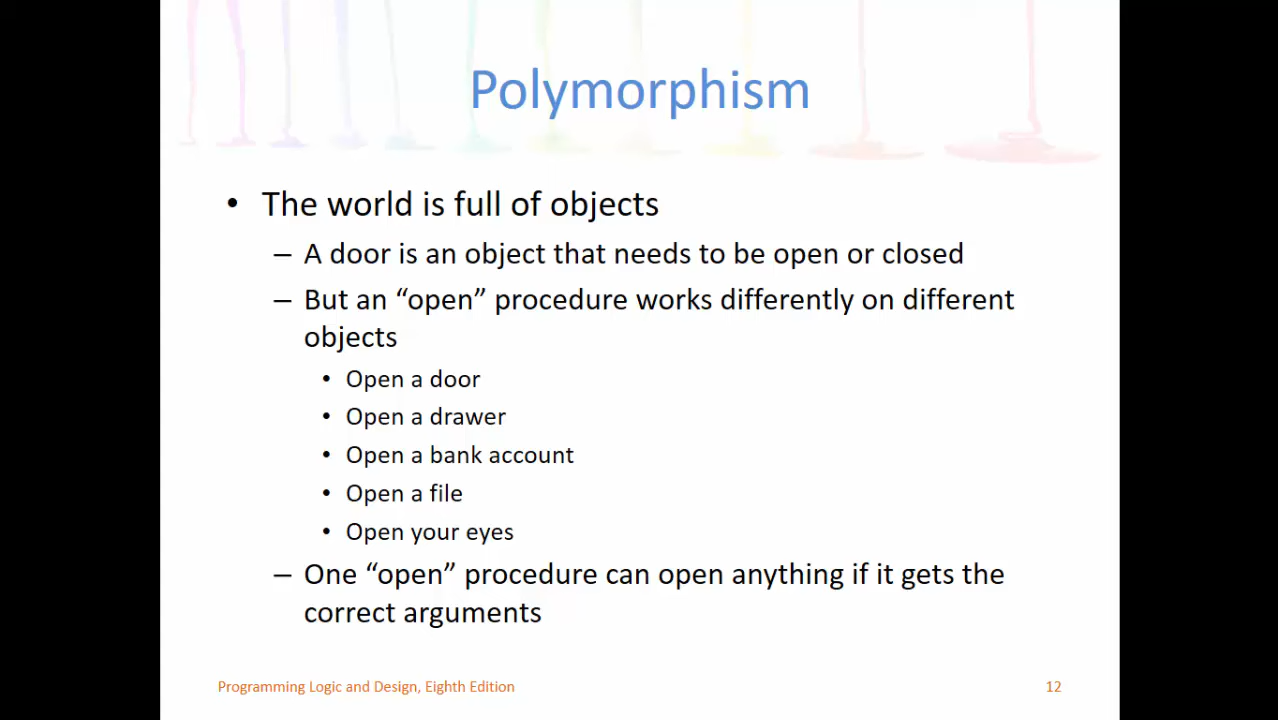 Polymorphism
• The world is full of objects
– A door is an object that needs to be open or closed
– But an “open” procedure works differently on different
objects
• Open a door
• Open a drawer
• Open a bank account
• Open a file
• Open your eyes
– One “open” procedure can open anything if it gets the
correct arguments
Programming Logic and Design, Eighth Edition
12